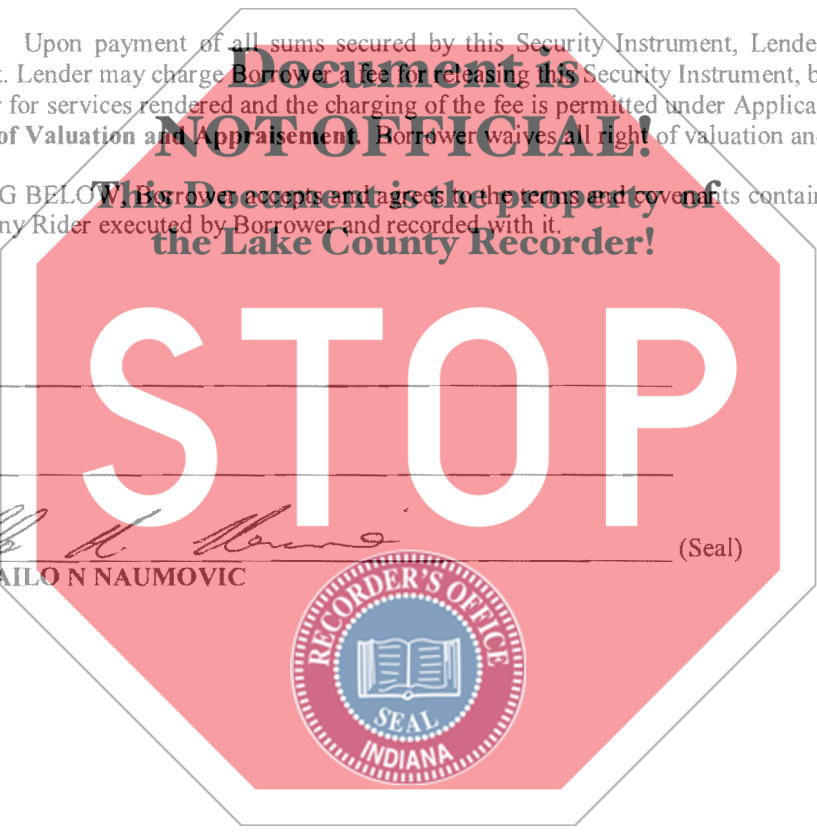 Upon payment of all sums secured by this Security Instrument, Lende
t. Lender may charge Borrower a fee for releasing this Security Instrument, b
for services rendered and the charging of the fee is permitted under Applica
of Valuation and Appraisement. Borrower waives all right of valuation an
G BELOW, Borrower accepts and agrees to the terms and covenants contain
ny Rider executed by Borrower and recorded with it.
Document is
NOT OFFICIAL!
This Document is the property of
the Lake County Recorder!
STOP
(Seal)
AILO N NAUMOVIC
RECORDER'S OFFICE
SEAL
INDIANA